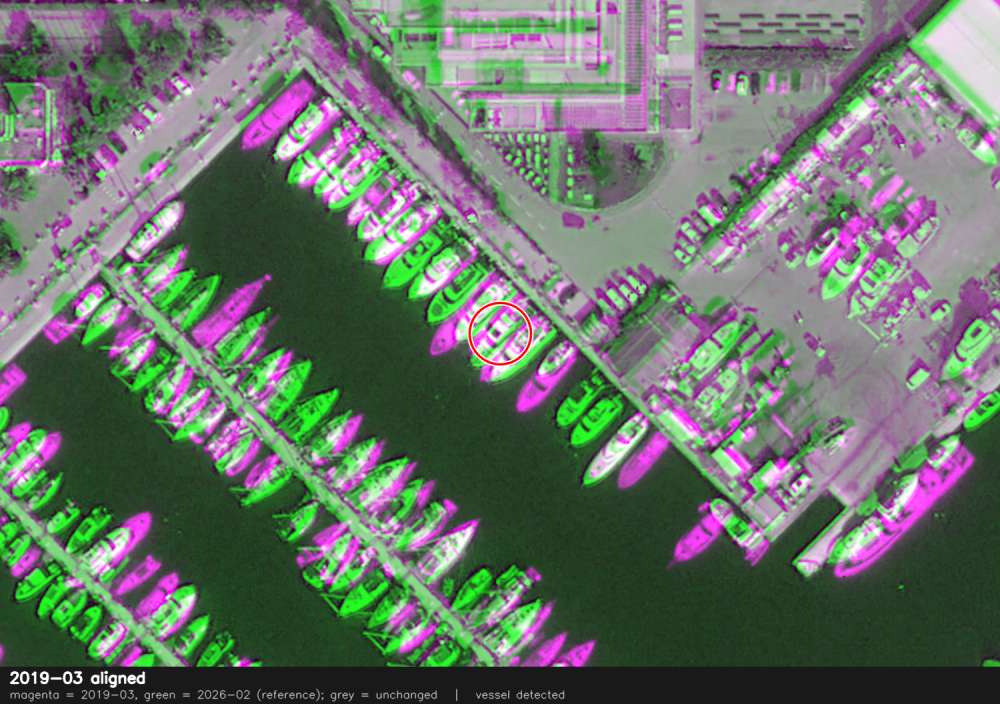 2019-03 aligned
magenta = 2019-03, green = 2026-02 (reference); grey = unchanged | vessel detected